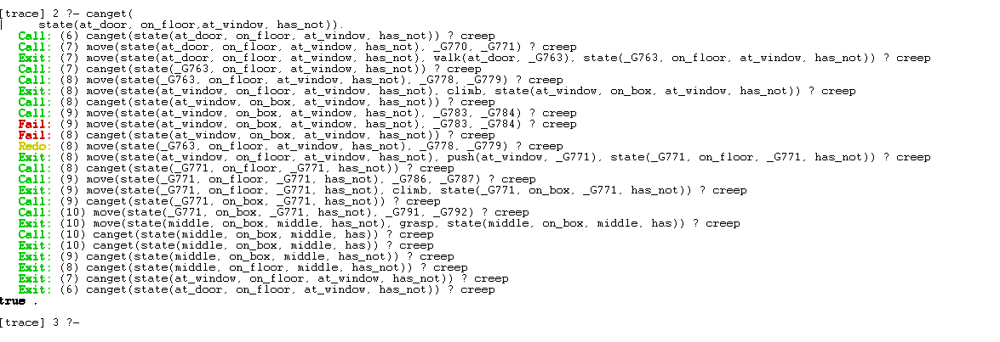 [trace] 2 ?- canget(
|     state(at_door, on_floor,at_window, has_not)).
   Call: (6) canget(state(at_door, on_floor, at_window, has_not)) ? creep
   Call: (7) move(state(at_door, on_floor, at_window, has_not), _G770, _G771) ? creep
   Exit: (7) move(state(at_door, on_floor, at_window, has_not), walk(at_door, _G763), state(_G763, on_floor, at_window, has_not)) ? creep
   Call: (7) canget(state(_G763, on_floor, at_window, has_not)) ? creep
   Call: (8) move(state(_G763, on_floor, at_window, has_not), _G778, _G779) ? creep
   Exit: (8) move(state(at_window, on_floor, at_window, has_not), climb, state(at_window, on_box, at_window, has_not)) ? creep
   Call: (8) canget(state(at_window, on_box, at_window, has_not)) ? creep
   Call: (9) move(state(at_window, on_box, at_window, has_not), _G783, _G784) ? creep
   Fail: (9) move(state(at_window, on_box, at_window, has_not), _G783, _G784) ? creep
   Fail: (8) canget(state(at_window, on_box, at_window, has_not)) ? creep
   Redo: (8) move(state(_G763, on_floor, at_window, has_not), _G778, _G779) ? creep
   Exit: (8) move(state(at_window, on_floor, at_window, has_not), push(at_window, _G771), state(_G771, on_floor, _G771, has_not)) ? creep
   Call: (8) canget(state(_G771, on_floor, _G771, has_not)) ? creep
   Call: (9) move(state(_G771, on_floor, _G771, has_not), _G786, _G787) ? creep
   Exit: (9) move(state(_G771, on_floor, _G771, has_not), climb, state(_G771, on_box, _G771, has_not)) ? creep
   Call: (9) canget(state(_G771, on_box, _G771, has_not)) ? creep
   Call: (10) move(state(_G771, on_box, _G771, has_not), _G791, _G792) ? creep
   Exit: (10) move(state(middle, on_box, middle, has_not), grasp, state(middle, on_box, middle, has)) ? creep
   Call: (10) canget(state(middle, on_box, middle, has)) ? creep
   Exit: (10) canget(state(middle, on_box, middle, has)) ? creep
   Exit: (9) canget(state(middle, on_box, middle, has_not)) ? creep
   Exit: (8) canget(state(middle, on_floor, middle, has_not)) ? creep
   Exit: (7) canget(state(at_window, on_floor, at_window, has_not)) ? creep
   Exit: (6) canget(state(at_door, on_floor, at_window, has_not)) ? creep
true .
[trace] 3 ?-